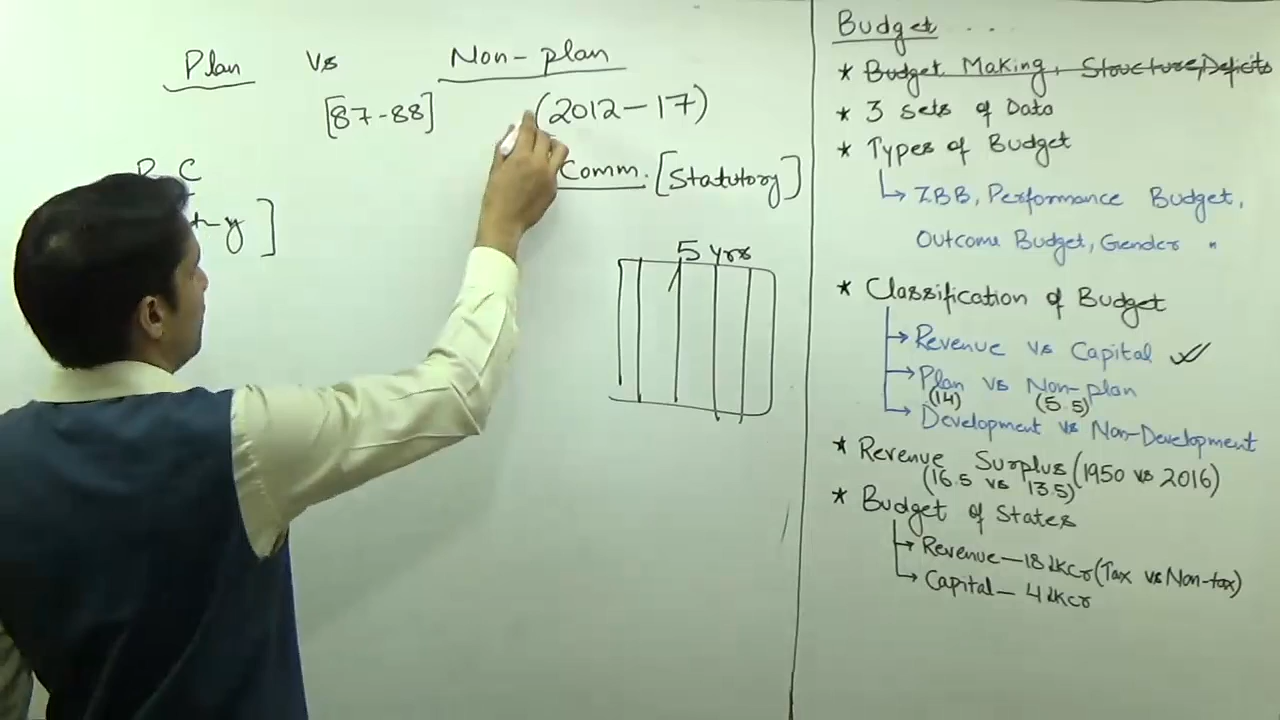 Plan vs Non-plan
[87-88] (2012-17)
R C
Comm. [Statutory]
5 yrs
Budget ...
* Budget Making, Structure, Deficits
* 3 sets of Data
* Types of Budget
ZBB, Performance Budget,
Outcome Budget, Gender "
* Classification of Budget
Revenue vs Capital
Plan vs Non-plan
(14) (5.5)
Development vs Non-Development
* Revenue Surplus (1950 vs 2016)
(16.5 vs 13.5)
* Budget of States
Revenue – 18 LKCr (Tax vs Non-tax)
Capital – 4 LKCr